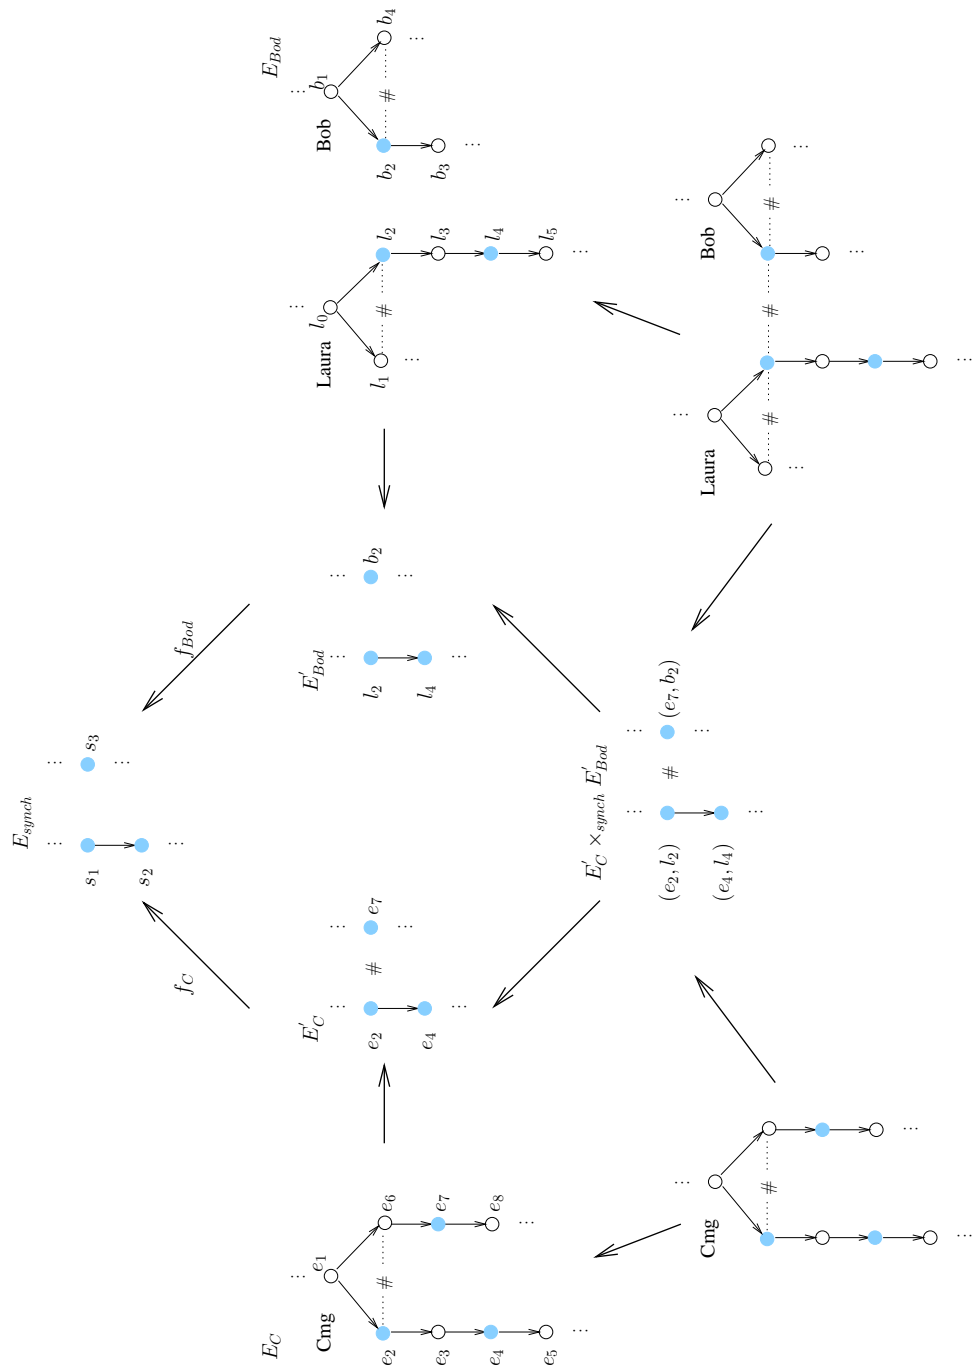 E_synch
s_1
s_2
s_3
f_C
f_Bod
E_C
Cmg
e_1
e_2
#
e_6
e_3
e_7
e_4
e_8
e_5
E'_C
e_2
#
e_7
e_4
E'_Bod
l_2
b_2
l_4
Laura
l_0
l_1
#
l_2
l_3
l_4
l_5
E_Bod
Bob
b_1
b_2
#
b_4
b_3
E'_C ×_synch E'_Bod
(e_2, l_2)
#
(e_7, b_2)
(e_4, l_4)
Cmg
#
Laura
#
#
Bob
#